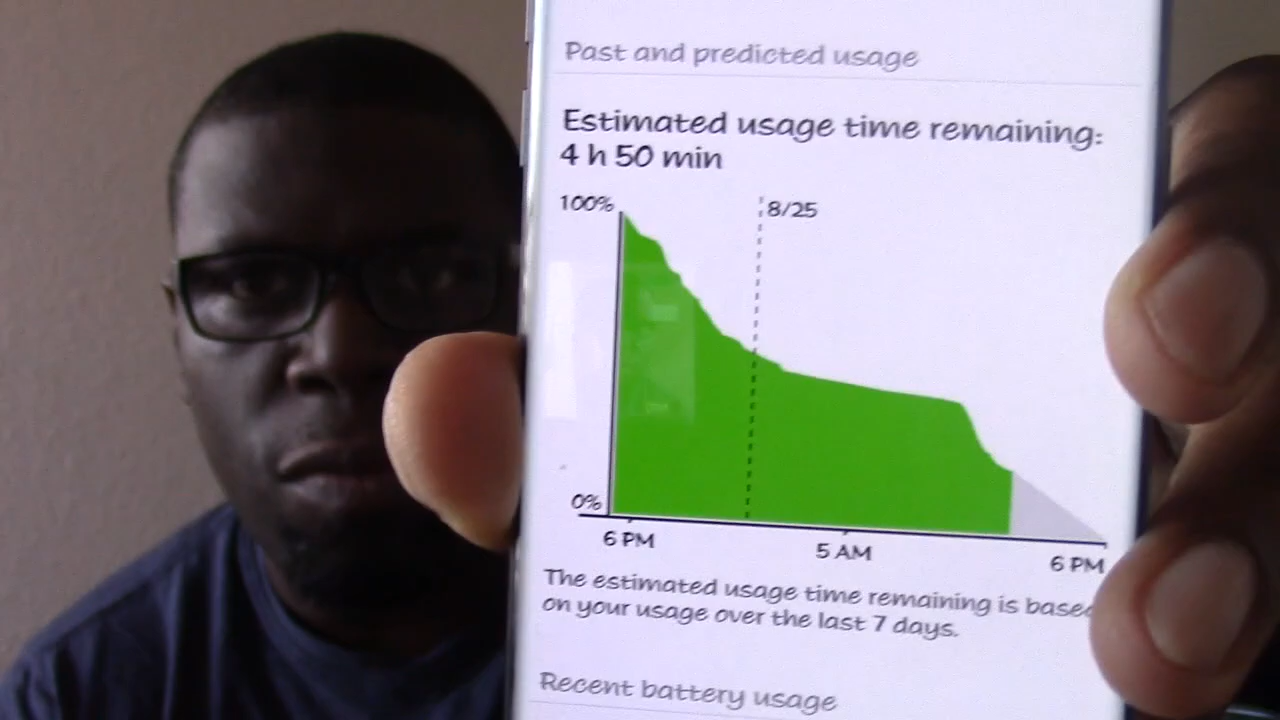 Past and predicted usage
Estimated usage time remaining:
4 h 50 min
100%
8/25
0%
6 PM
5 AM
6 PM
The estimated usage time remaining is based
on your usage over the last 7 days.
Recent battery usage